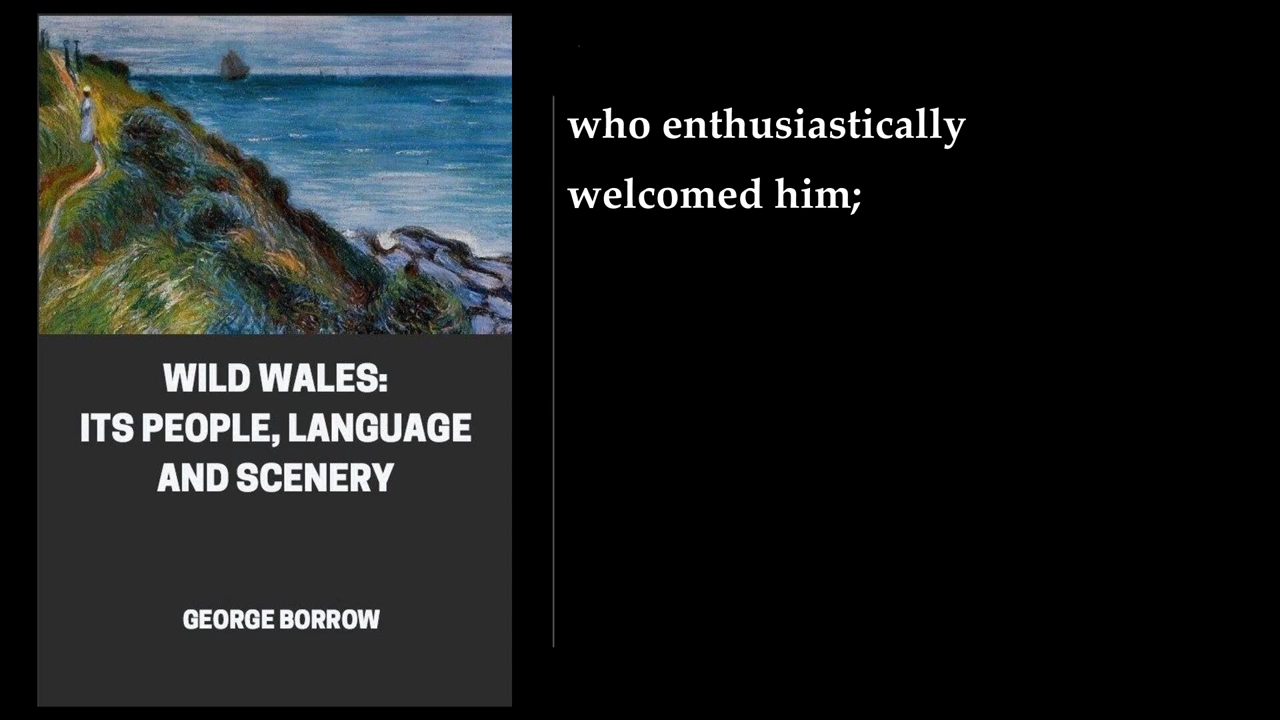 WILD WALES:
ITS PEOPLE, LANGUAGE
AND SCENERY
GEORGE BORROW
who enthusiastically
welcomed him;